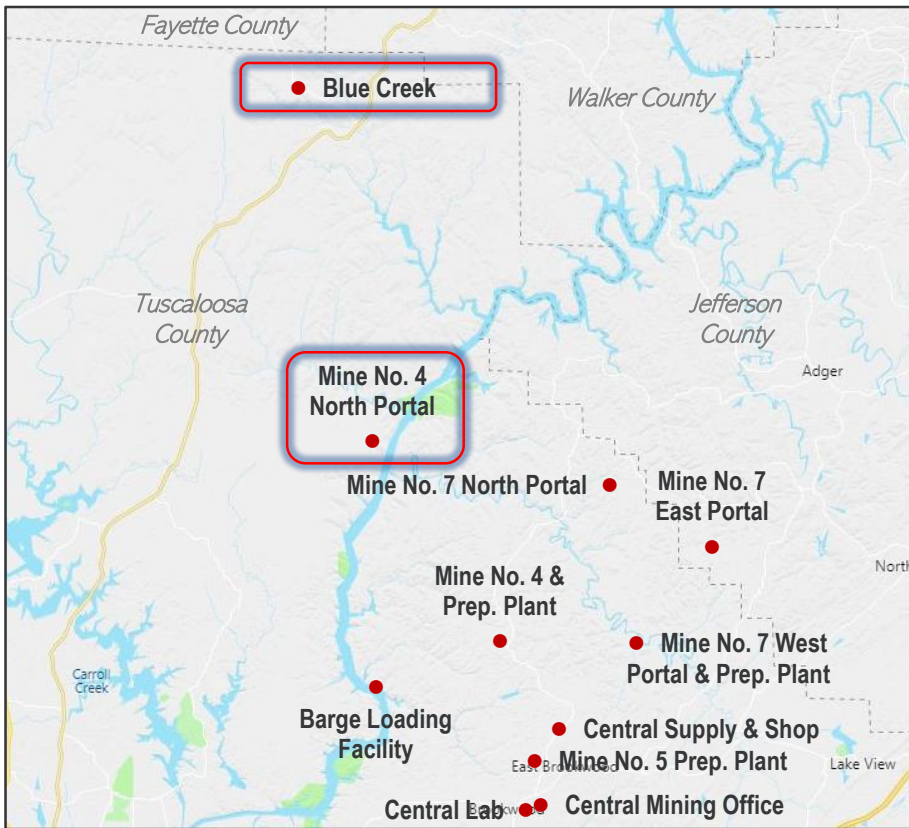 Fayette County
Blue Creek
Walker County
Tuscaloosa
County
Jefferson
County
Adger
Mine No. 4
North Portal
Mine No. 7 North Portal
Mine No. 7
East Portal
North
Mine No. 4 &
Prep. Plant
Mine No. 7 West
Portal & Prep. Plant
Carroll
Creek
Barge Loading
Facility
Central Supply & Shop
Mine No. 5 Prep. Plant
East Brookwood
Lake View
Central Lab
Brookwood
Central Mining Office